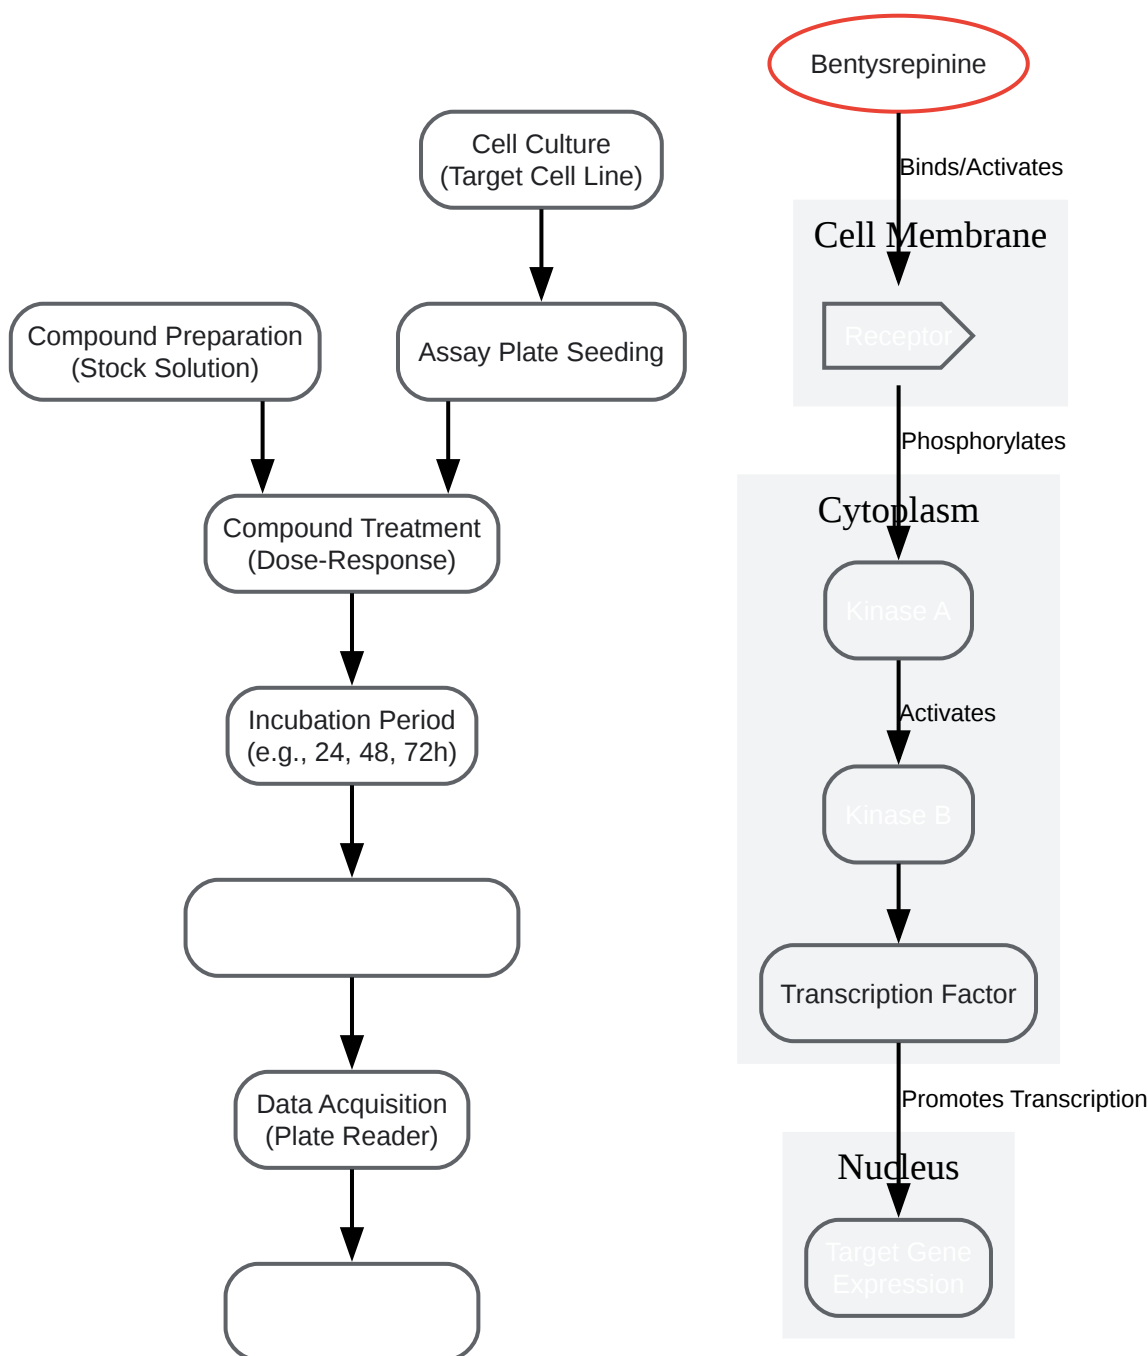 Cell Culture
(Target Cell Line)
Compound Preparation
(Stock Solution)
Assay Plate Seeding
Compound Treatment
(Dose-Response)
Incubation Period
(e.g., 24, 48, 72h)
Data Acquisition
(Plate Reader)
Bentysrepinine
Binds/Activates
Cell Membrane
Receptor
Phosphorylates
Cytoplasm
Kinase A
Activates
Kinase B
Transcription Factor
Promotes Transcription
Nucleus
Target Gene
Expression